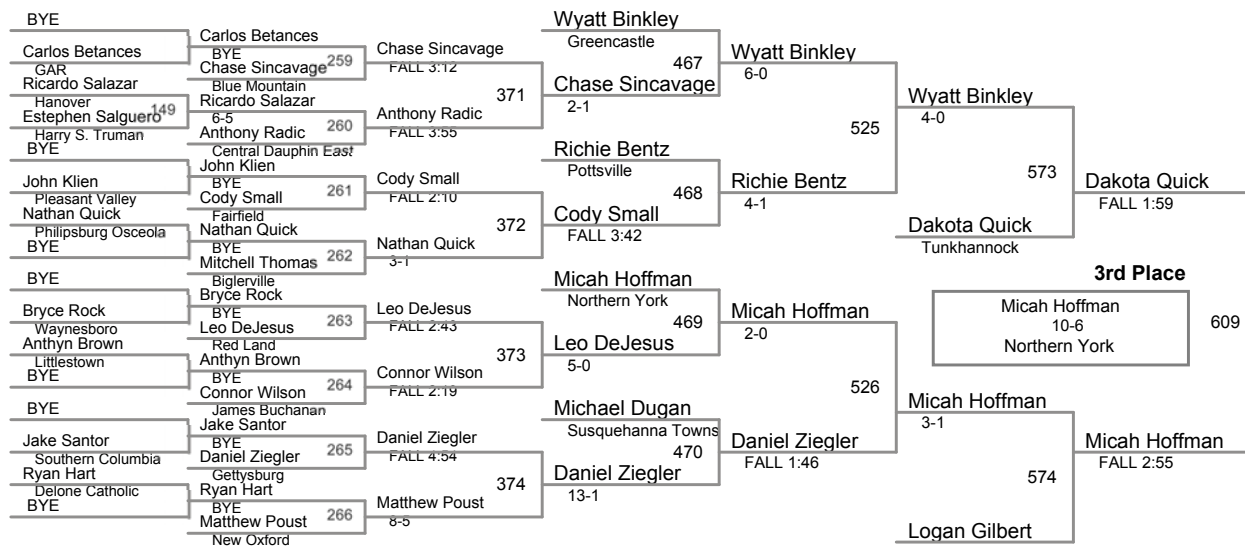 BYE
Carlos Betances
GAR
Ricardo Salazar
Hanover
149
Estephen Salguero
Harry S. Truman
BYE
John Klien
Pleasant Valley
Nathan Quick
Philipsburg Osceola
BYE
BYE
Bryce Rock
Waynesboro
Anthyn Brown
Littlestown
BYE
BYE
Jake Santor
Southern Columbia
Ryan Hart
Delone Catholic
BYE
Carlos Betances
BYE
259
Chase Sincavage
Blue Mountain
Ricardo Salazar
6-5
260
Anthony Radic
Central Dauphin East
John Klien
BYE
261
Cody Small
Fairfield
Nathan Quick
BYE
262
Mitchell Thomas
Biglerville
Bryce Rock
BYE
263
Leo DeJesus
Red Land
Anthyn Brown
BYE
264
Connor Wilson
James Buchanan
Jake Santor
BYE
265
Daniel Ziegler
Gettysburg
Ryan Hart
BYE
266
Matthew Poust
New Oxford
Chase Sincavage
FALL 3:12
371
Anthony Radic
FALL 3:55
Cody Small
FALL 2:10
372
Nathan Quick
3-1
Leo DeJesus
FALL 2:43
373
Connor Wilson
FALL 2:19
Daniel Ziegler
FALL 4:54
374
Matthew Poust
8-5
Wyatt Binkley
Greencastle
467
Chase Sincavage
2-1
Richie Bentz
Pottsville
468
Cody Small
FALL 3:42
Micah Hoffman
Northern York
469
Leo DeJesus
5-0
Michael Dugan
Susquehanna Towns
470
Daniel Ziegler
13-1
Wyatt Binkley
6-0
525
Richie Bentz
4-1
Micah Hoffman
2-0
526
Daniel Ziegler
FALL 1:46
Wyatt Binkley
4-0
573
Dakota Quick
Tunkhannock
Micah Hoffman
3-1
574
Logan Gilbert
Dakota Quick
FALL 1:59
3rd Place
Micah Hoffman
10-6
Northern York
609
Micah Hoffman
FALL 2:55